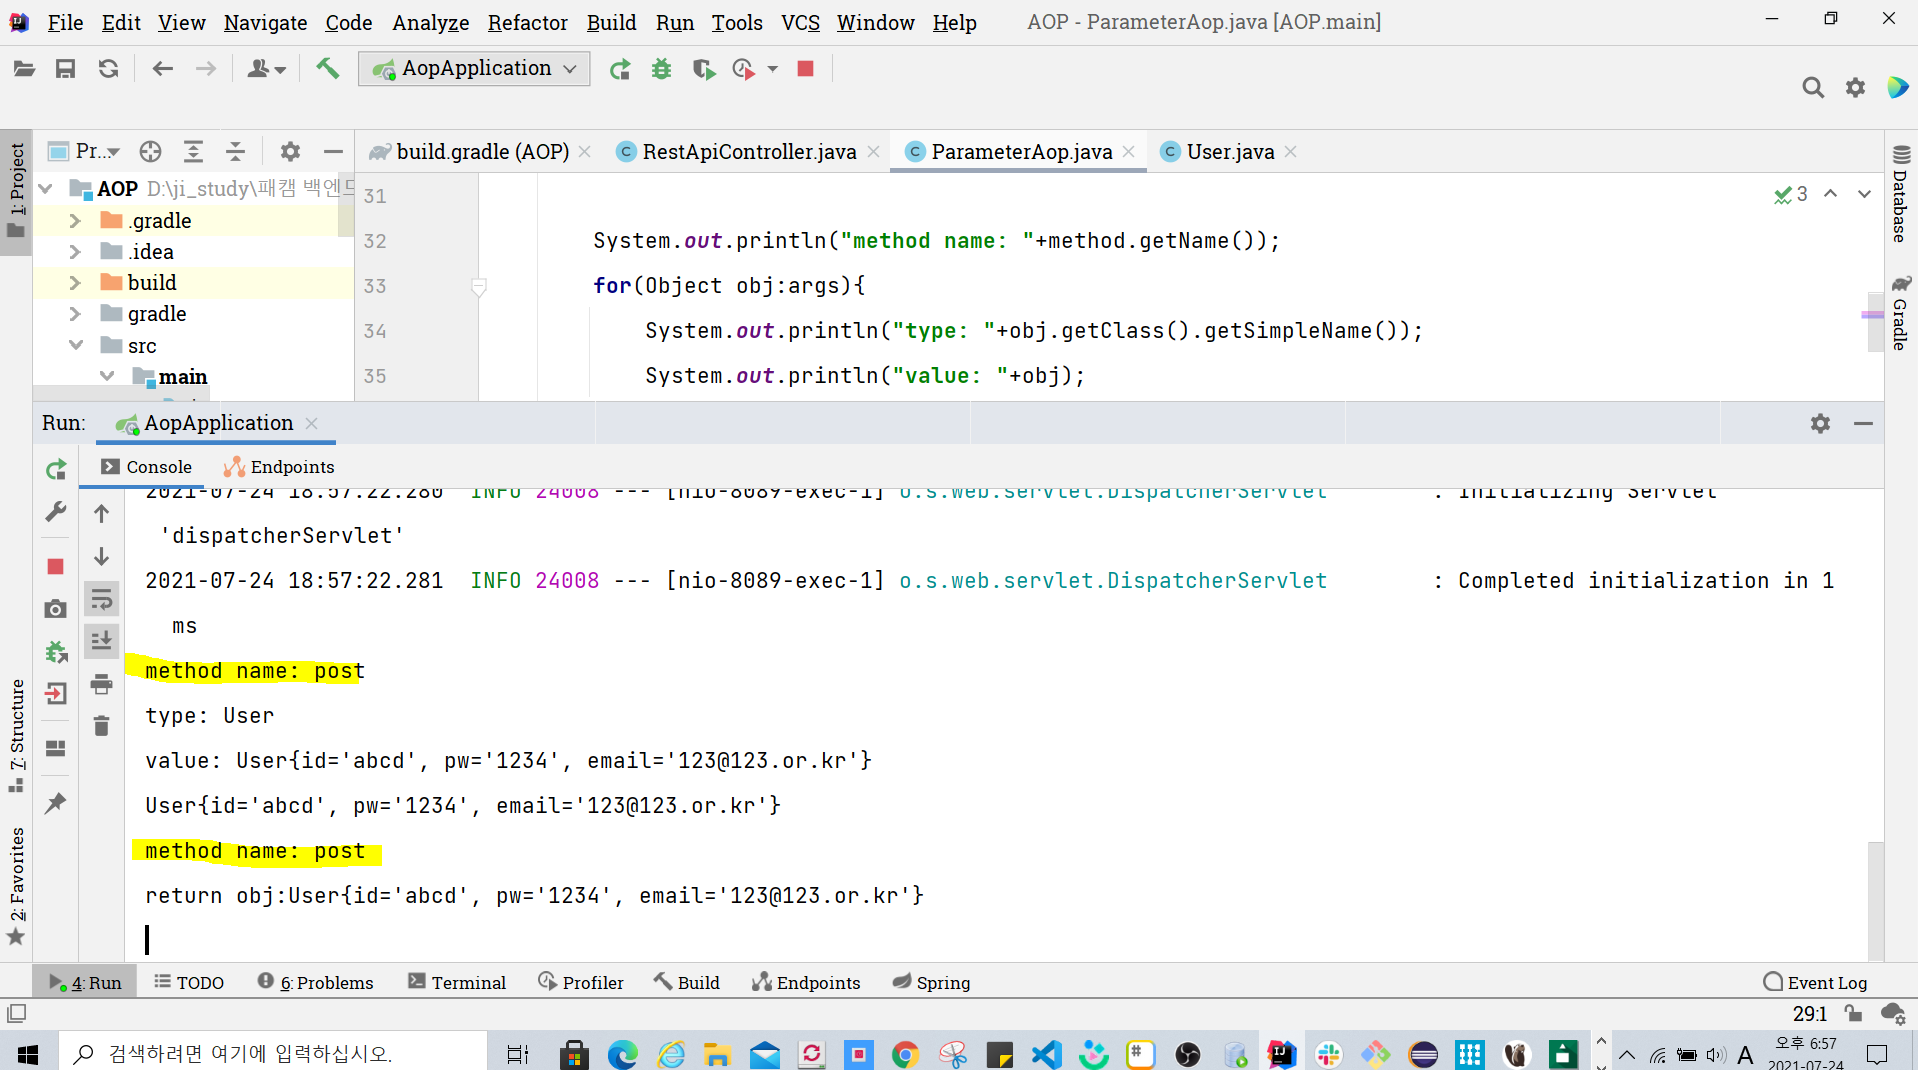 File Edit View Navigate Code Analyze Refactor Build Run Tools VCS Window Help AOP - ParameterAop.java [AOP.main]
AopApplication
1: Project
Pr...
build.gradle (AOP)
RestApiController.java
ParameterAop.java
User.java
AOP D:\ji_study\패캠 백엔드
.gradle
.idea
build
gradle
src
main
31
32 System.out.println("method name: "+method.getName());
33 for(Object obj:args){
34 System.out.println("type: "+obj.getClass().getSimpleName());
35 System.out.println("value: "+obj);
3
Database
Gradle
Run: AopApplication
Console Endpoints
2021-07-24 18:57:22.280 INFO 24008 --- [nio-8089-exec-1] o.s.web.servlet.DispatcherServlet : Initializing Servlet
'dispatcherServlet'
2021-07-24 18:57:22.281 INFO 24008 --- [nio-8089-exec-1] o.s.web.servlet.DispatcherServlet : Completed initialization in 1
ms
method name: post
type: User
value: User{id='abcd', pw='1234', email='123@123.or.kr'}
User{id='abcd', pw='1234', email='123@123.or.kr'}
method name: post
return obj:User{id='abcd', pw='1234', email='123@123.or.kr'}
7: Structure
2: Favorites
4: Run TODO 6: Problems Terminal Profiler Build Endpoints Spring Event Log
29:1
검색하려면 여기에 입력하십시오.
A
오후 6:57
2021-07-24